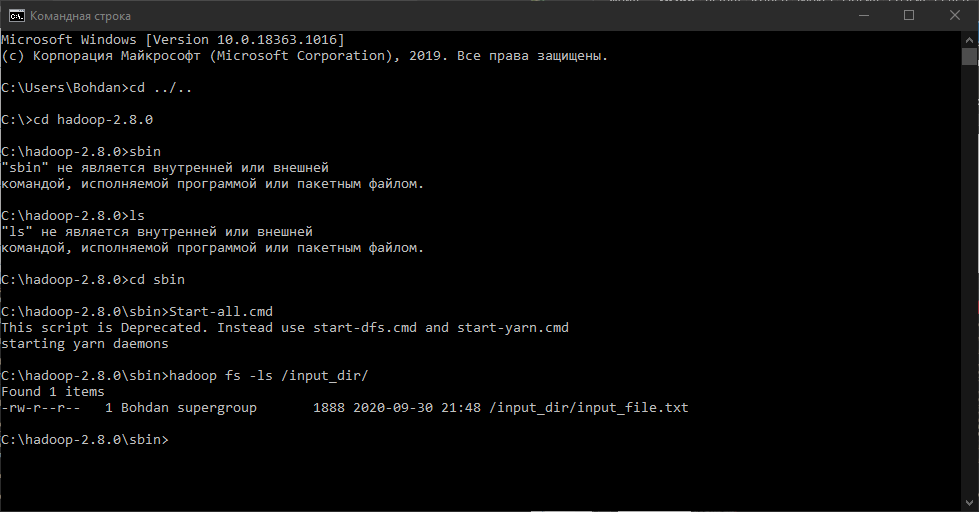 Командная строка
Microsoft Windows [Version 10.0.18363.1016]
(c) Корпорация Майкрософт (Microsoft Corporation), 2019. Все права защищены.
C:\Users\Bohdan>cd ../..
C:\>cd hadoop-2.8.0
C:\hadoop-2.8.0>sbin
"sbin" не является внутренней или внешней
командой, исполняемой программой или пакетным файлом.
C:\hadoop-2.8.0>ls
"ls" не является внутренней или внешней
командой, исполняемой программой или пакетным файлом.
C:\hadoop-2.8.0>cd sbin
C:\hadoop-2.8.0\sbin>Start-all.cmd
This script is Deprecated. Instead use start-dfs.cmd and start-yarn.cmd
starting yarn daemons
C:\hadoop-2.8.0\sbin>hadoop fs -ls /input_dir/
Found 1 items
-rw-r--r--   1 Bohdan supergroup       1888 2020-09-30 21:48 /input_dir/input_file.txt
C:\hadoop-2.8.0\sbin>